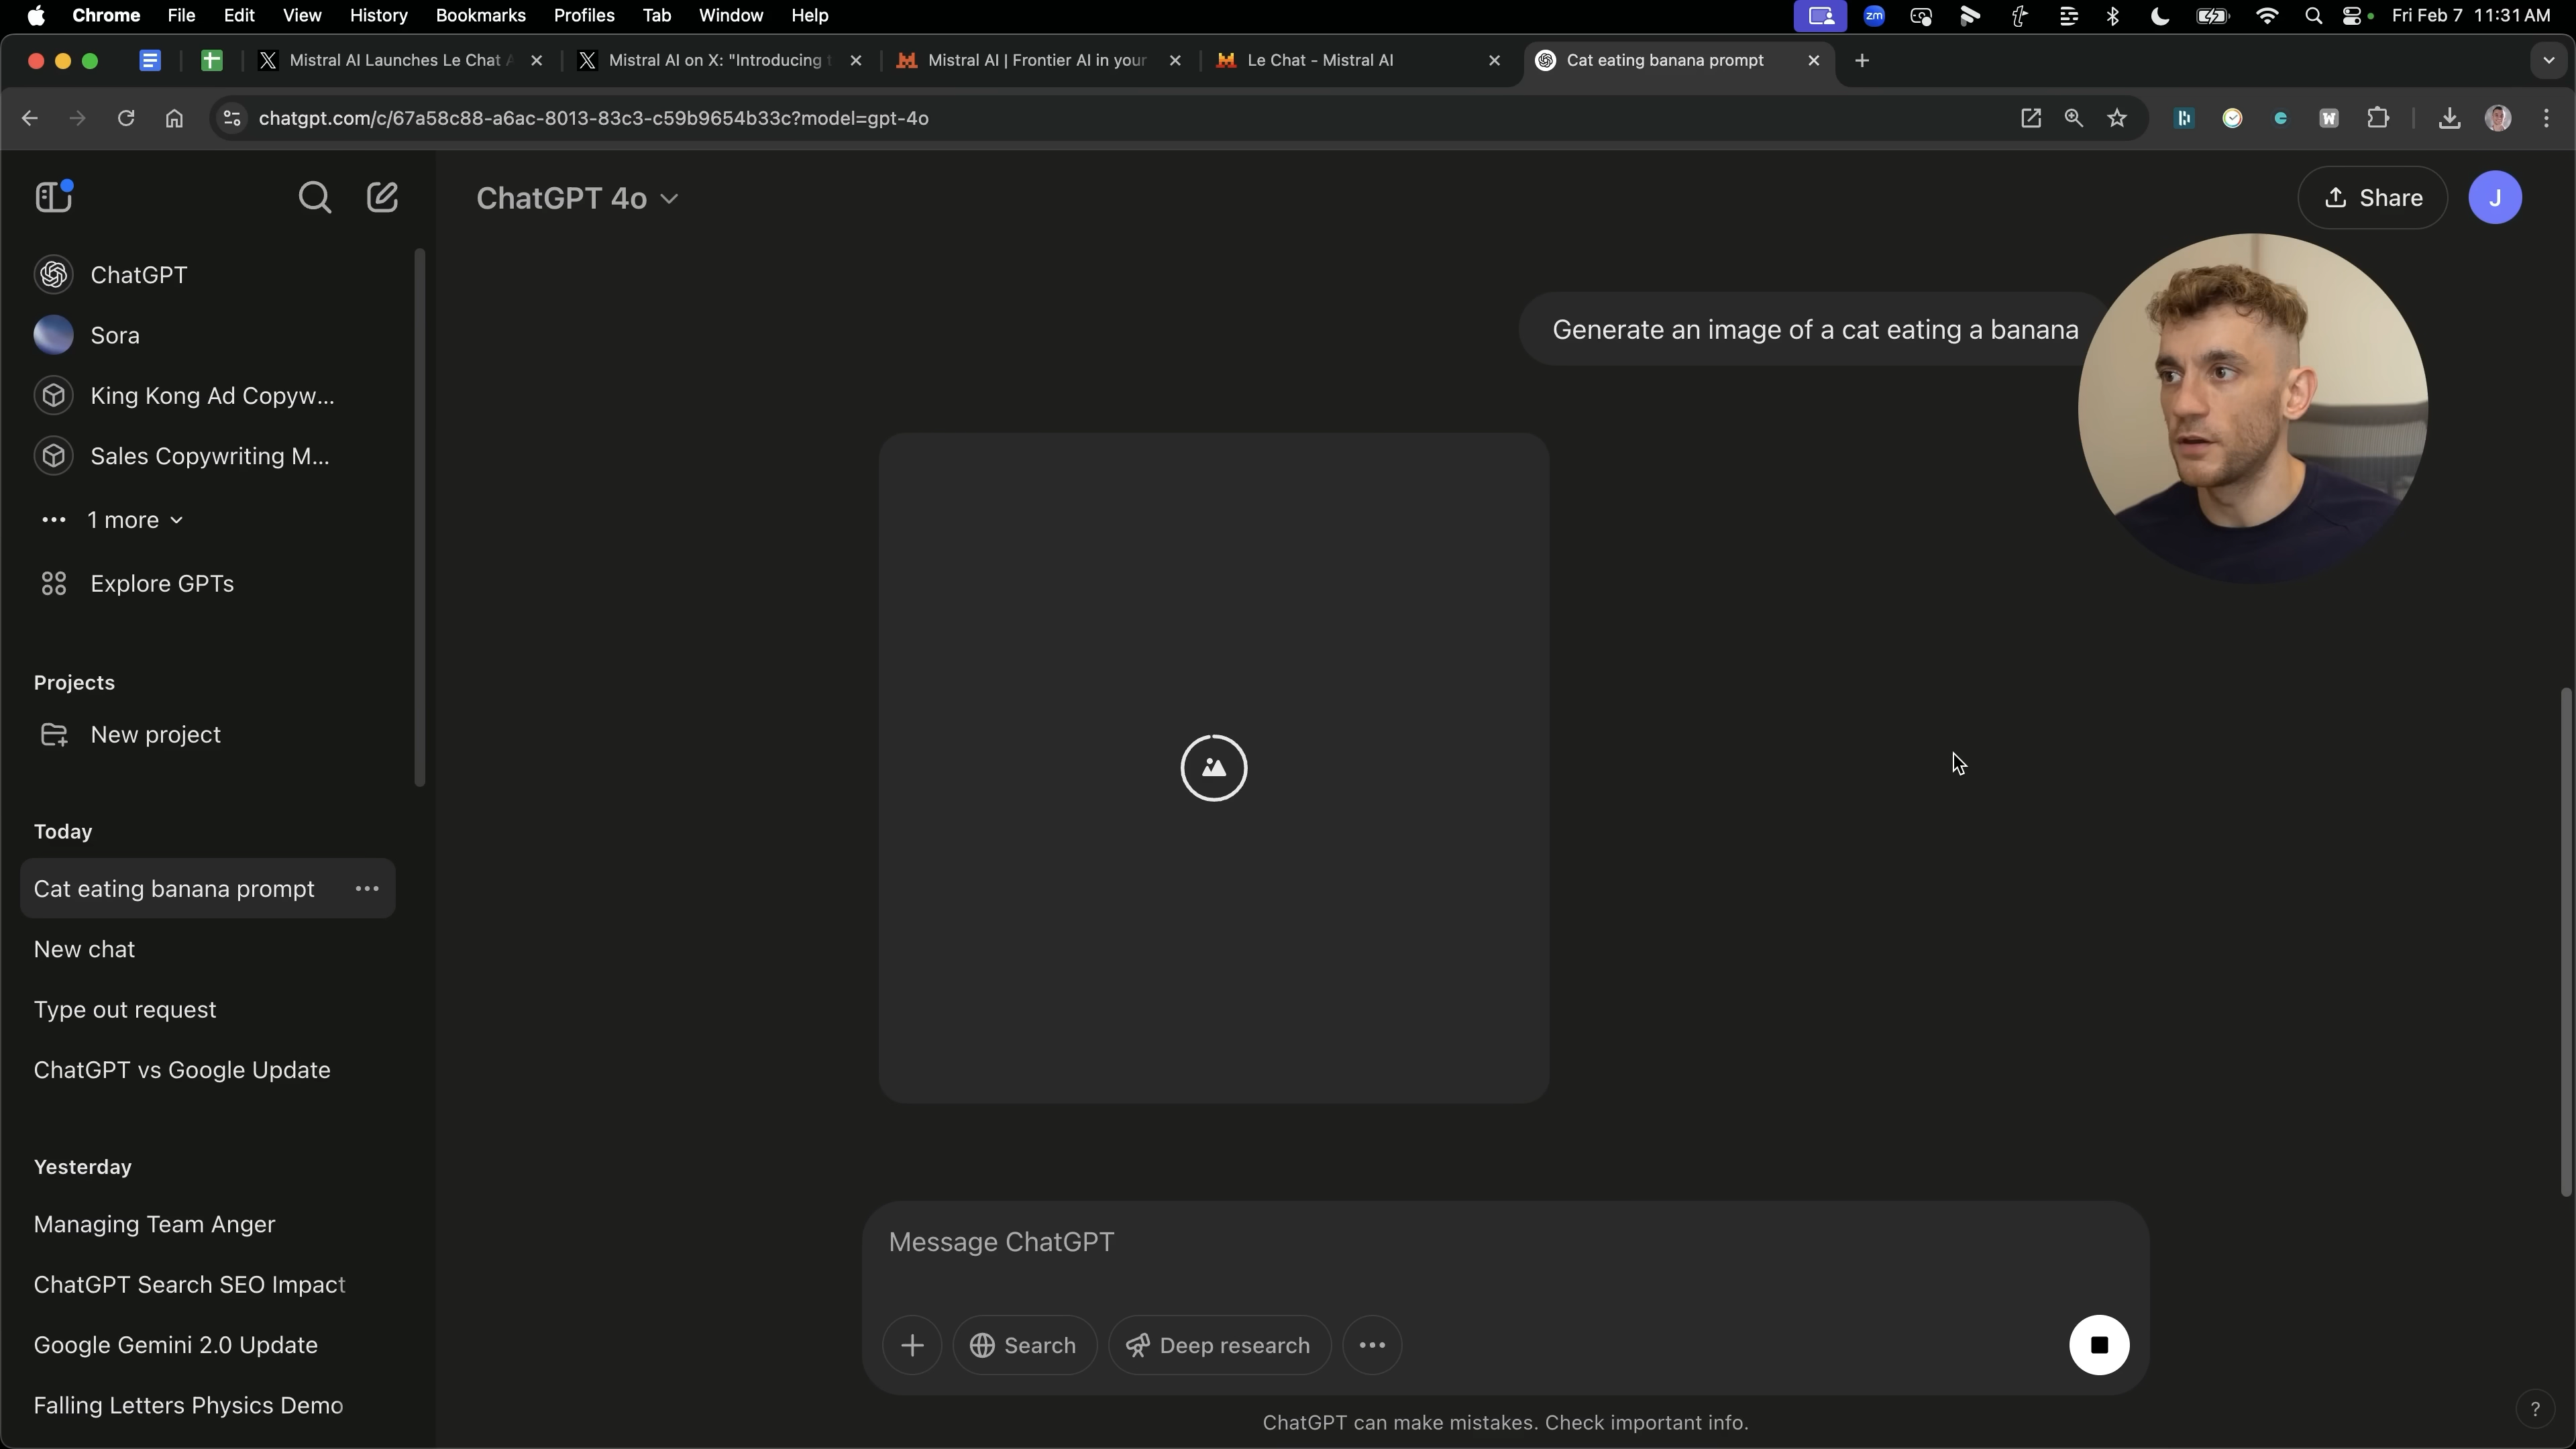 Chrome File Edit View History Bookmarks Profiles Tab Window Help
zm
Fri Feb 7 11:31 AM
Mistral AI Launches Le Chat
Mistral AI on X: "Introducing
Mistral AI | Frontier AI in your
Le Chat - Mistral AI
Cat eating banana prompt
chatgpt.com/c/67a58c88-a6ac-8013-83c3-c59b9654b33c?model=gpt-4o
ChatGPT 4o
Share
J
ChatGPT
Sora
King Kong Ad Copyw...
Sales Copywriting M...
1 more
Explore GPTs
Projects
New project
Today
Cat eating banana prompt
New chat
Type out request
ChatGPT vs Google Update
Yesterday
Managing Team Anger
ChatGPT Search SEO Impact
Google Gemini 2.0 Update
Falling Letters Physics Demo
Generate an image of a cat eating a banana
Message ChatGPT
Search
Deep research
ChatGPT can make mistakes. Check important info.
?